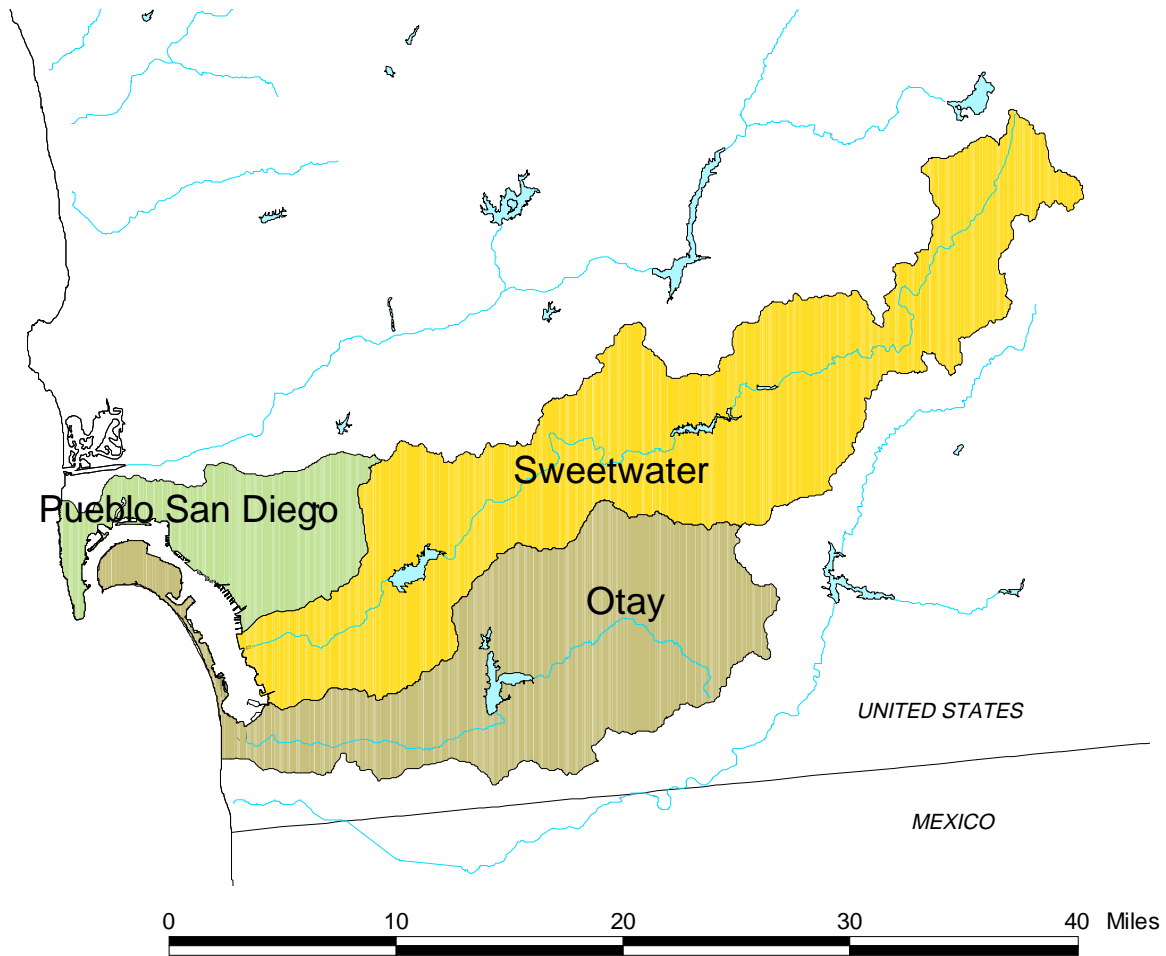 Sweetwater
Pueblo San Diego
Otay
UNITED STATES
MEXICO
0 10 20 30 40 Miles